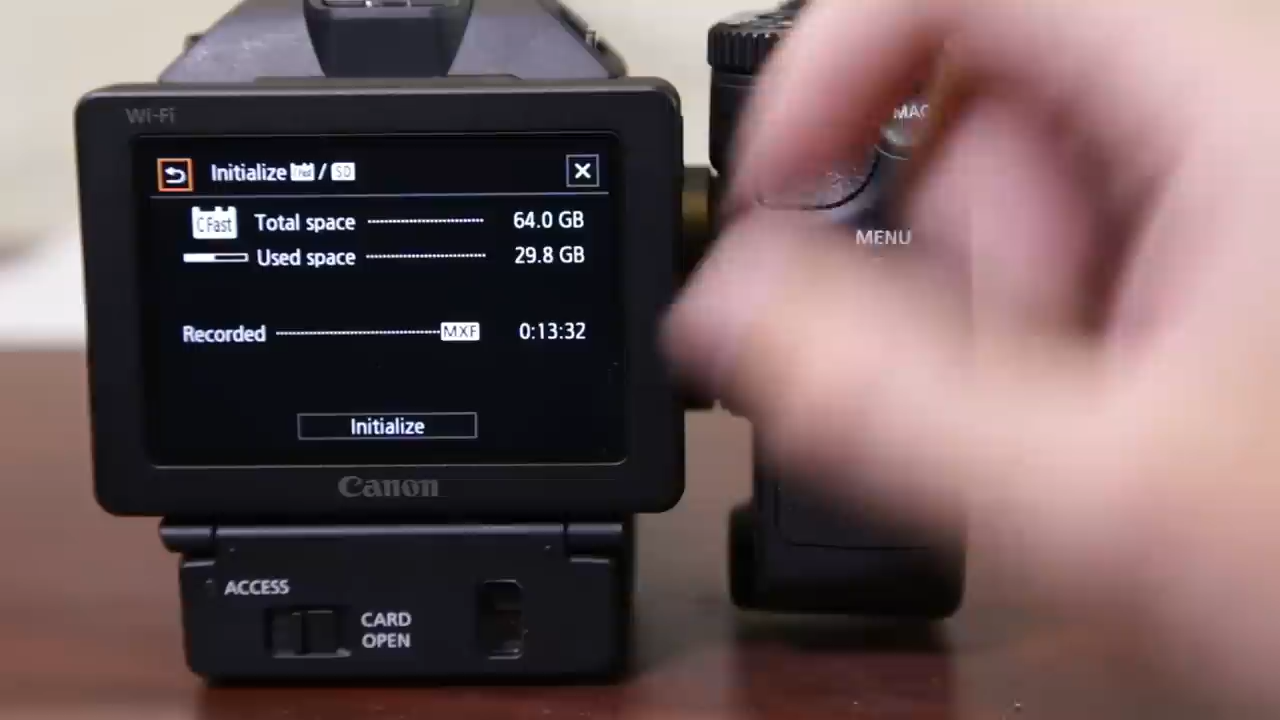 Wi-Fi
Initialize CFast / SD
CFast Total space 64.0 GB
Used space 29.8 GB
Recorded MXF 0:13:32
Initialize
Canon
ACCESS
CARD
OPEN
MENU